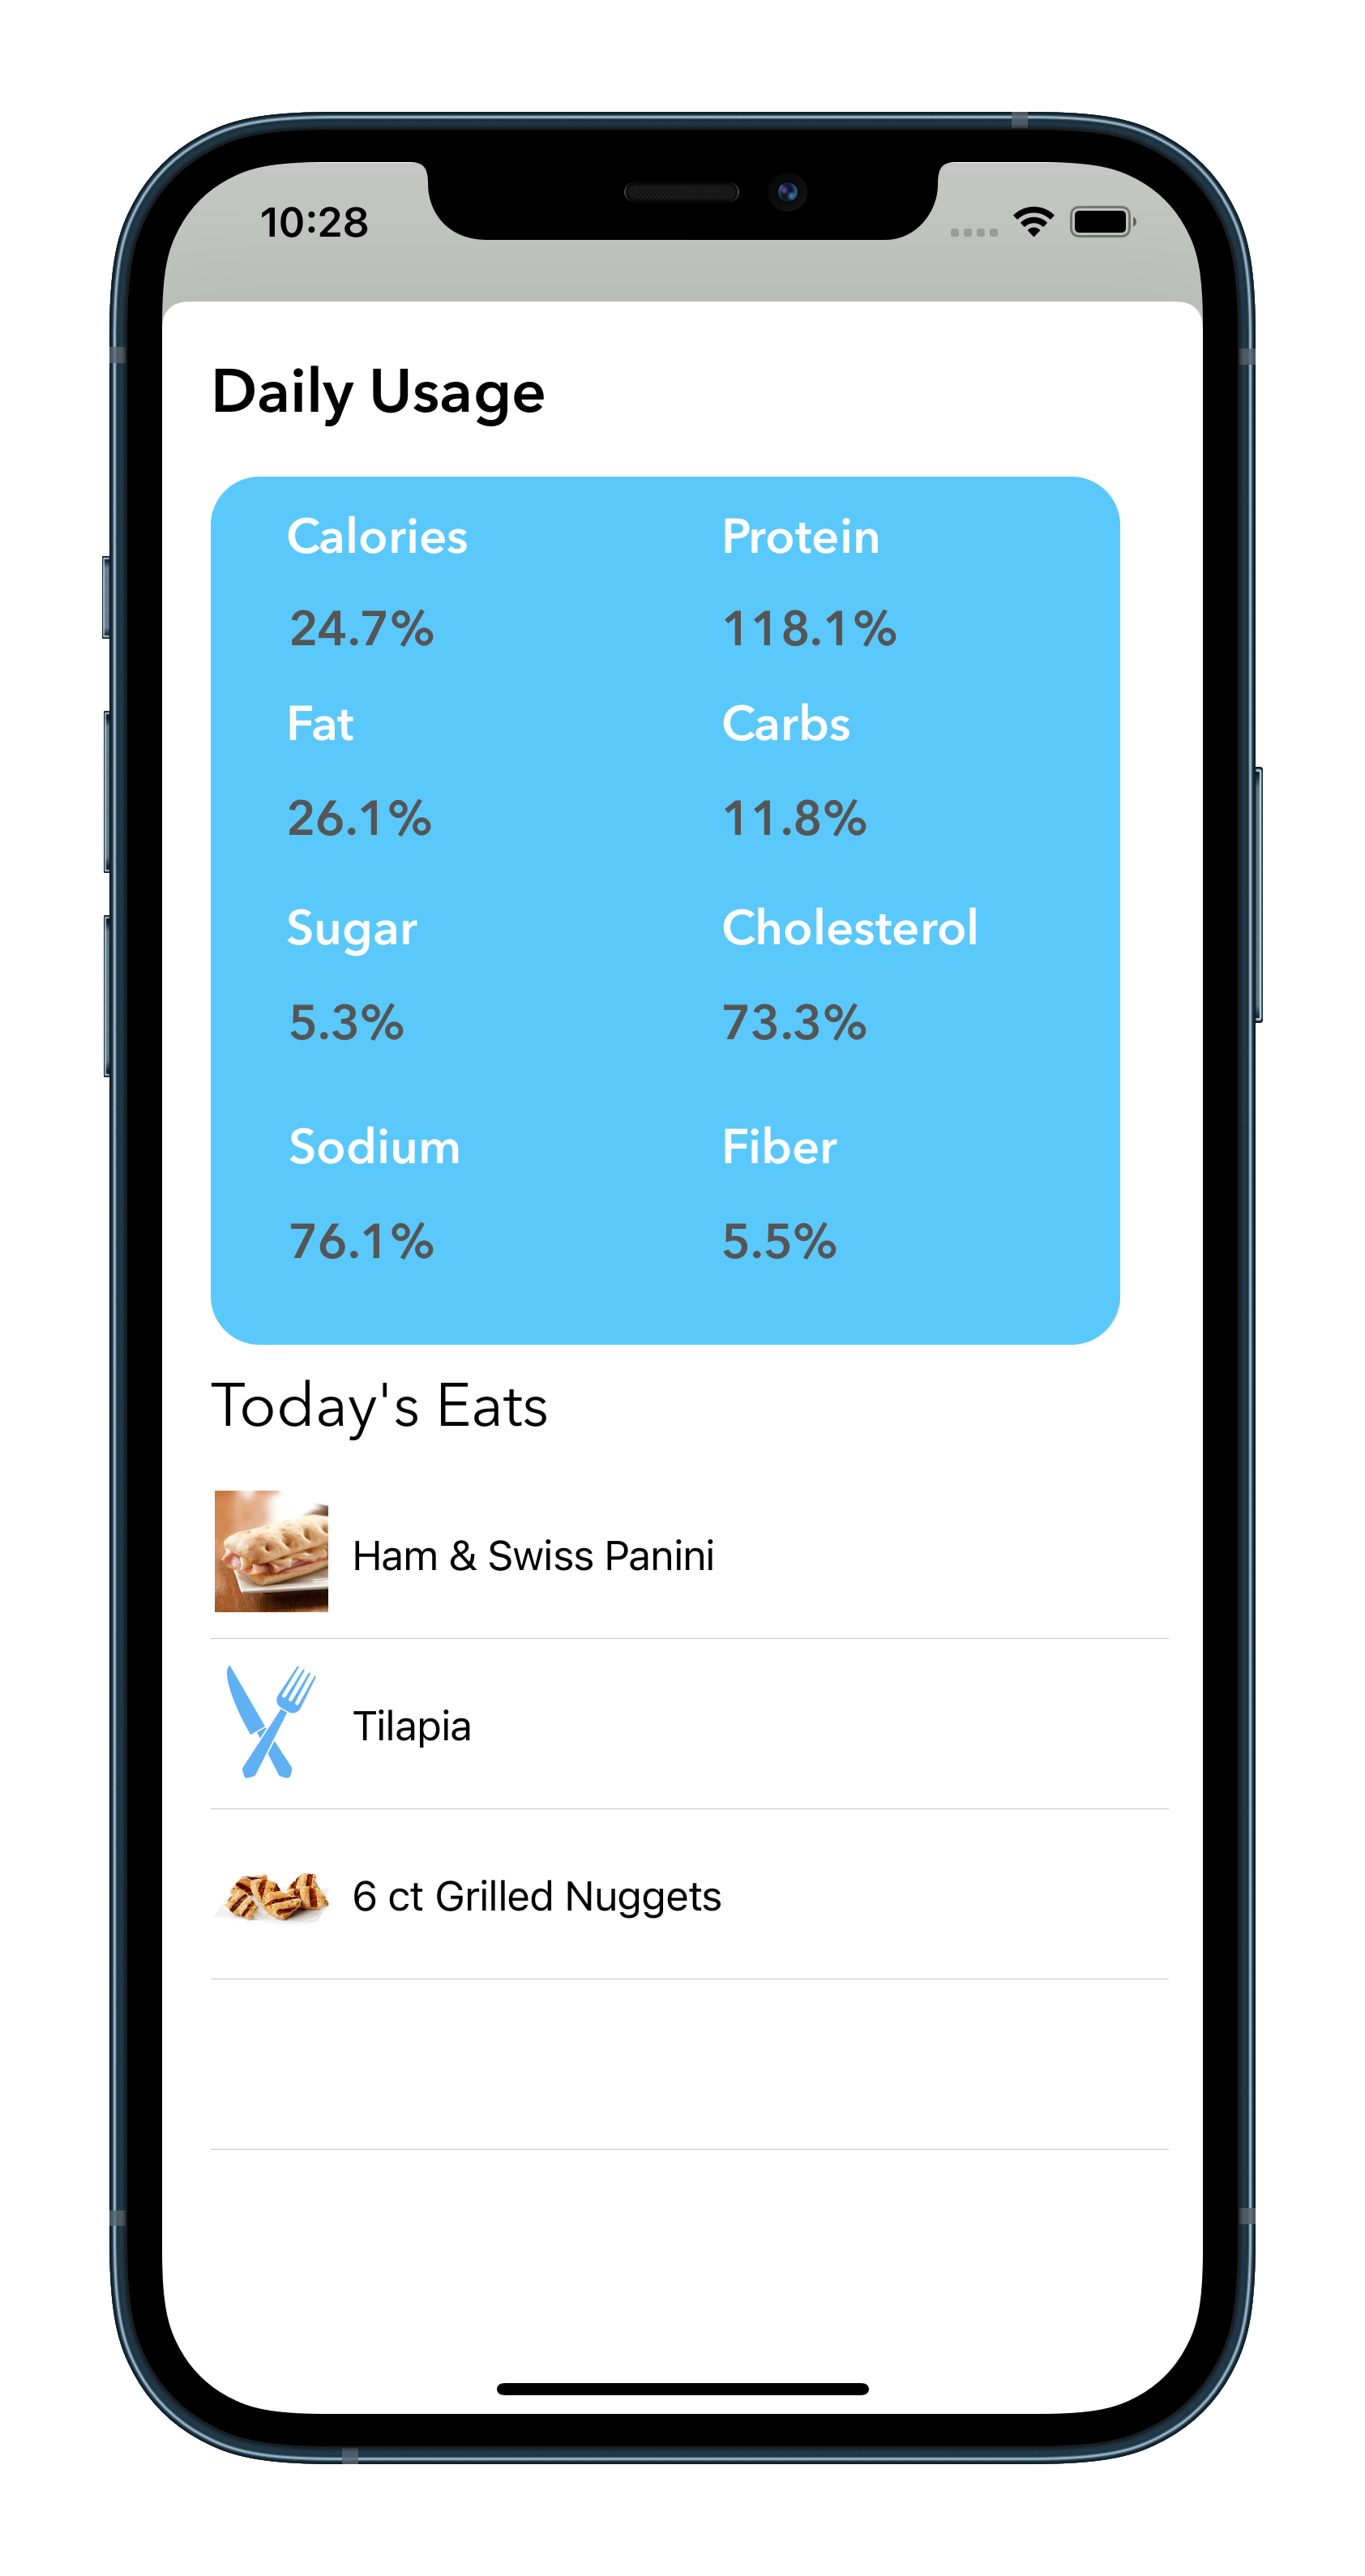 10:28
Daily Usage
Calories Protein
24.7% 118.1%
Fat Carbs
26.1% 11.8%
Sugar Cholesterol
5.3% 73.3%
Sodium Fiber
76.1% 5.5%
Today's Eats
Ham & Swiss Panini
Tilapia
6 ct Grilled Nuggets